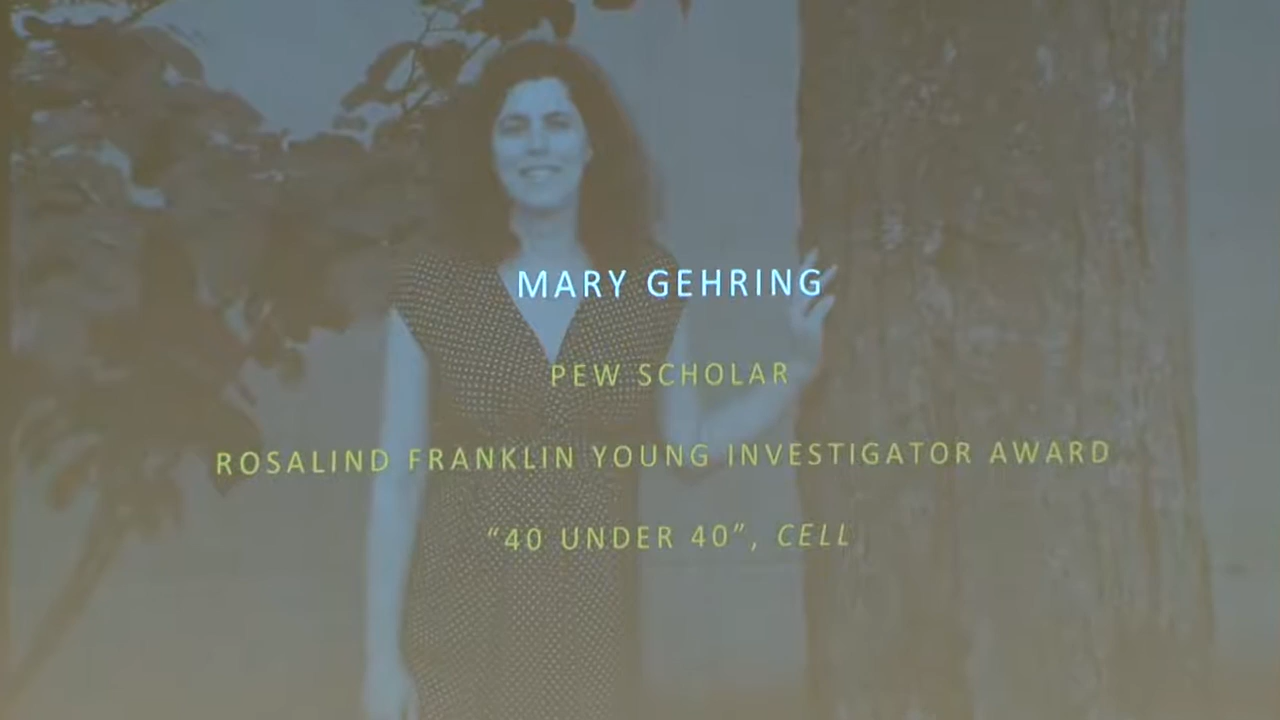 MARY GEHRING
PEW SCHOLAR
ROSALIND FRANKLIN YOUNG INVESTIGATOR AWARD
“40 UNDER 40”, CELL